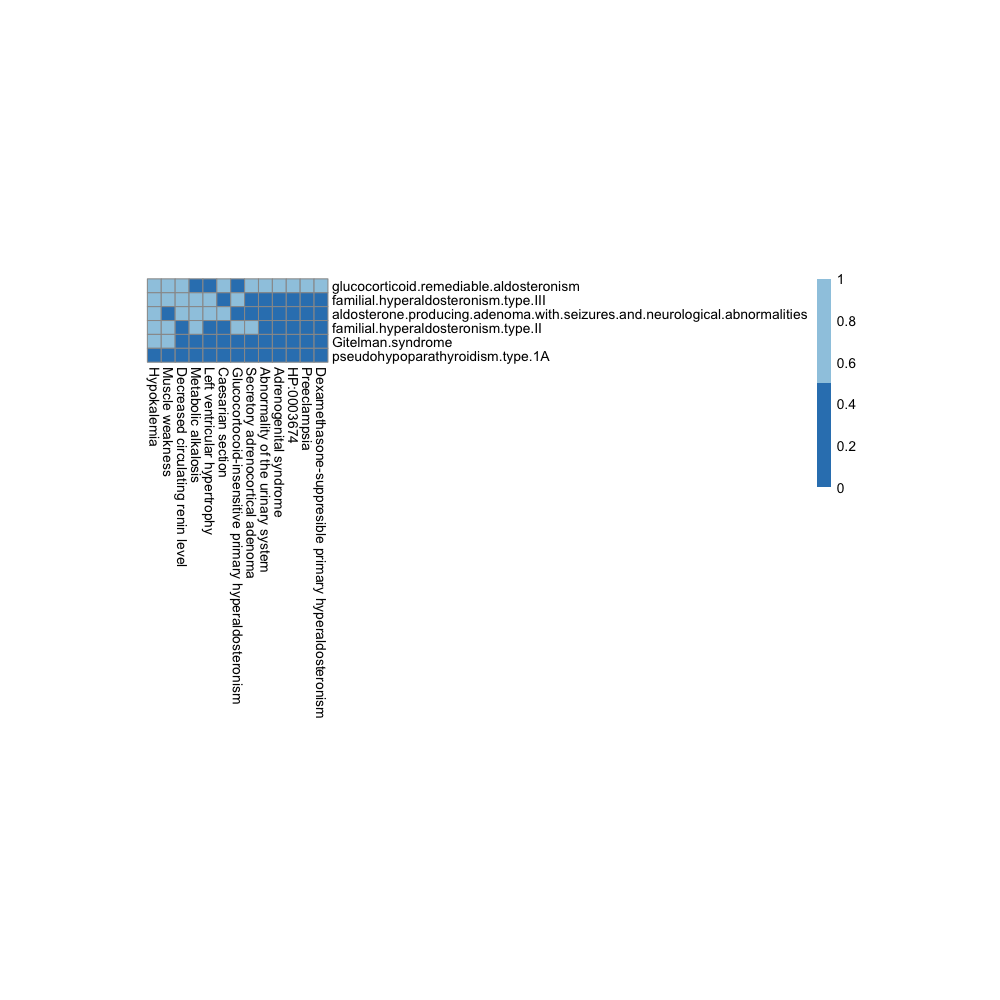 glucocorticoid.remediable.aldosteronism
familial.hyperaldosteronism.type.III
aldosterone.producing.adenoma.with.seizures.and.neurological.abnormalities
familial.hyperaldosteronism.type.II
Gitelman.syndrome
pseudohypoparathyroidism.type.1A
Hypokalemia
Muscle weakness
Decreased circulating renin level
Metabolic alkalosis
Left ventricular hypertrophy
Caesarian section
Glucocortocoid-insensitive primary hyperaldosteronism
Secretory adrenocortical adenoma
Abnormality of the urinary system
Adrenogenital syndrome
HP:0003674
Preeclampsia
Dexamethasone-suppresible primary hyperaldosteronism
1
0.8
0.6
0.4
0.2
0